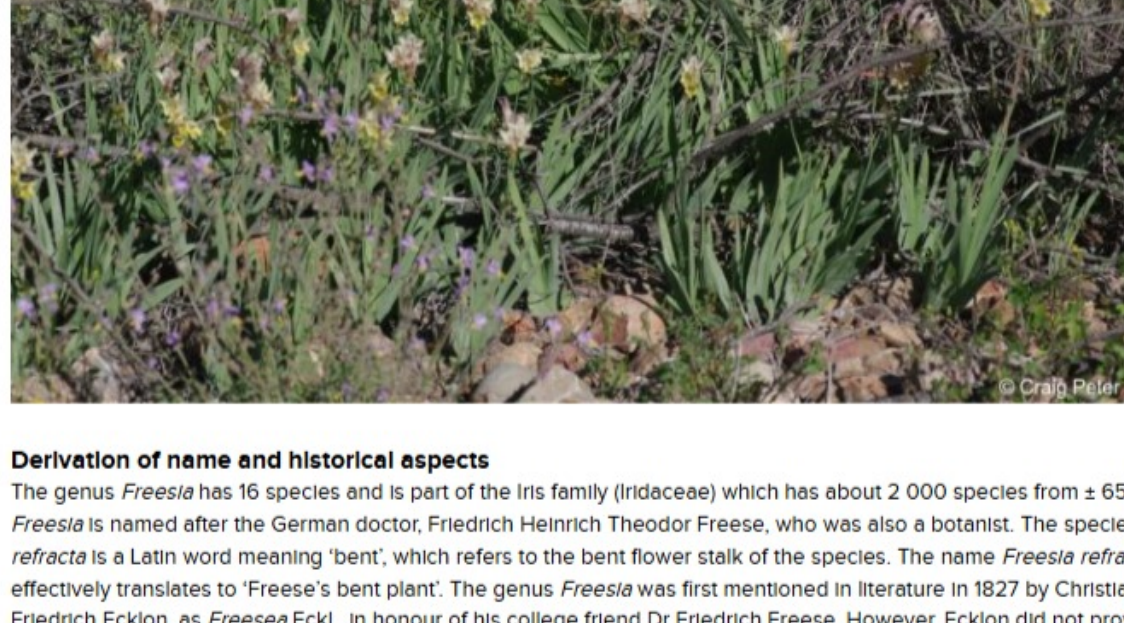 © Craig Peter
Derivation of name and historical aspects
The genus Freesia has 16 species and is part of the Iris family (Iridaceae) which has about 2 000 species from ± 65
Freesia is named after the German doctor, Friedrich Heinrich Theodor Freese, who was also a botanist. The specie
refracta is a Latin word meaning ‘bent’, which refers to the bent flower stalk of the species. The name Freesia refra
effectively translates to ‘Freese’s bent plant’. The genus Freesia was first mentioned in literature in 1827 by Christia
Friedrich Ecklon, as Freesea Eckl., in honour of his college friend Dr Friedrich Freese. However, Ecklon did not prov